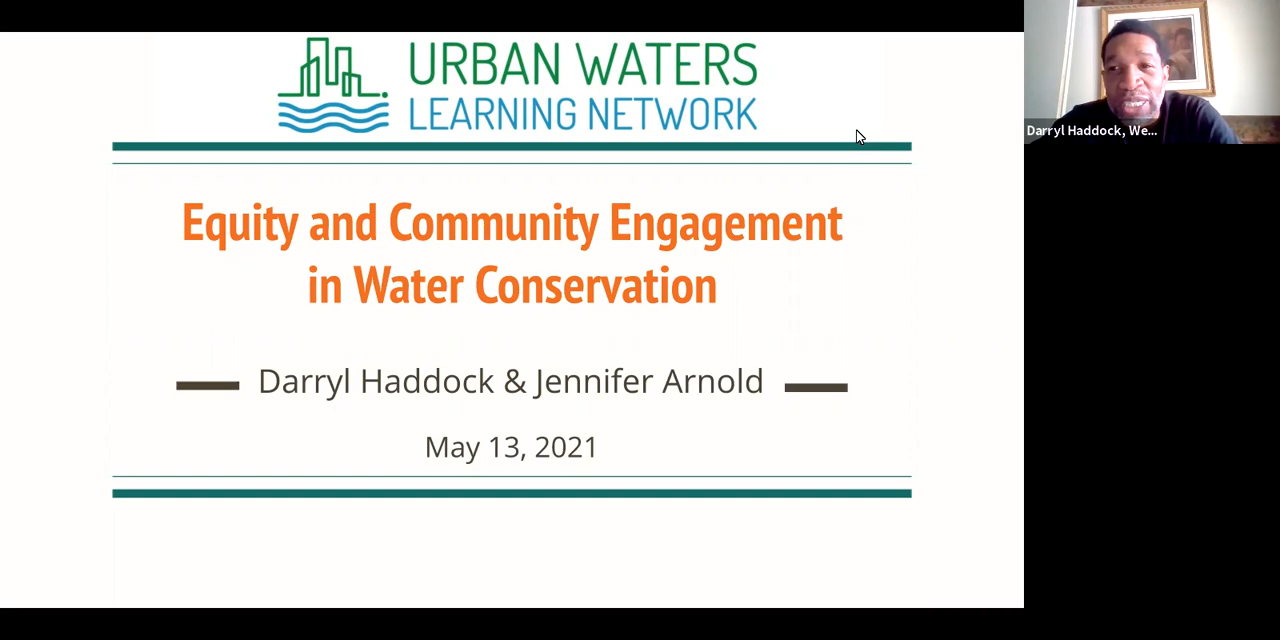 URBAN WATERS
LEARNING NETWORK
Equity and Community Engagement
in Water Conservation
Darryl Haddock & Jennifer Arnold
May 13, 2021
Darryl Haddock, We...